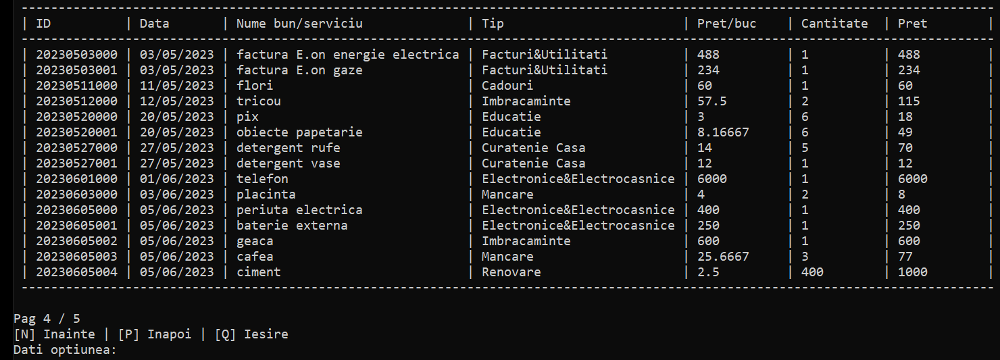 ---------------------------------------------------------------------------------------------------------------------------------
| ID | Data | Nume bun/serviciu | Tip | Pret/buc | Cantitate | Pret |
---------------------------------------------------------------------------------------------------------------------------------
| 20230503000 | 03/05/2023 | factura E.on energie electrica | Facturi&Utilitati | 488 | 1 | 488 |
| 20230503001 | 03/05/2023 | factura E.on gaze | Facturi&Utilitati | 234 | 1 | 234 |
| 20230511000 | 11/05/2023 | flori | Cadouri | 60 | 1 | 60 |
| 20230512000 | 12/05/2023 | tricou | Imbracaminte | 57.5 | 2 | 115 |
| 20230520000 | 20/05/2023 | pix | Educatie | 3 | 6 | 18 |
| 20230520001 | 20/05/2023 | obiecte papetarie | Educatie | 8.16667 | 6 | 49 |
| 20230527000 | 27/05/2023 | detergent rufe | Curatenie Casa | 14 | 5 | 70 |
| 20230527001 | 27/05/2023 | detergent vase | Curatenie Casa | 12 | 1 | 12 |
| 20230601000 | 01/06/2023 | telefon | Electronice&Electrocasnice | 6000 | 1 | 6000 |
| 20230603000 | 03/06/2023 | placinta | Mancare | 4 | 2 | 8 |
| 20230605000 | 05/06/2023 | periuta electrica | Electronice&Electrocasnice | 400 | 1 | 400 |
| 20230605001 | 05/06/2023 | baterie externa | Electronice&Electrocasnice | 250 | 1 | 250 |
| 20230605002 | 05/06/2023 | geaca | Imbracaminte | 600 | 1 | 600 |
| 20230605003 | 05/06/2023 | cafea | Mancare | 25.6667 | 3 | 77 |
| 20230605004 | 05/06/2023 | ciment | Renovare | 2.5 | 400 | 1000 |
---------------------------------------------------------------------------------------------------------------------------------
Pag 4 / 5
[N] Inainte | [P] Inapoi | [Q] Iesire
Dati optiunea: